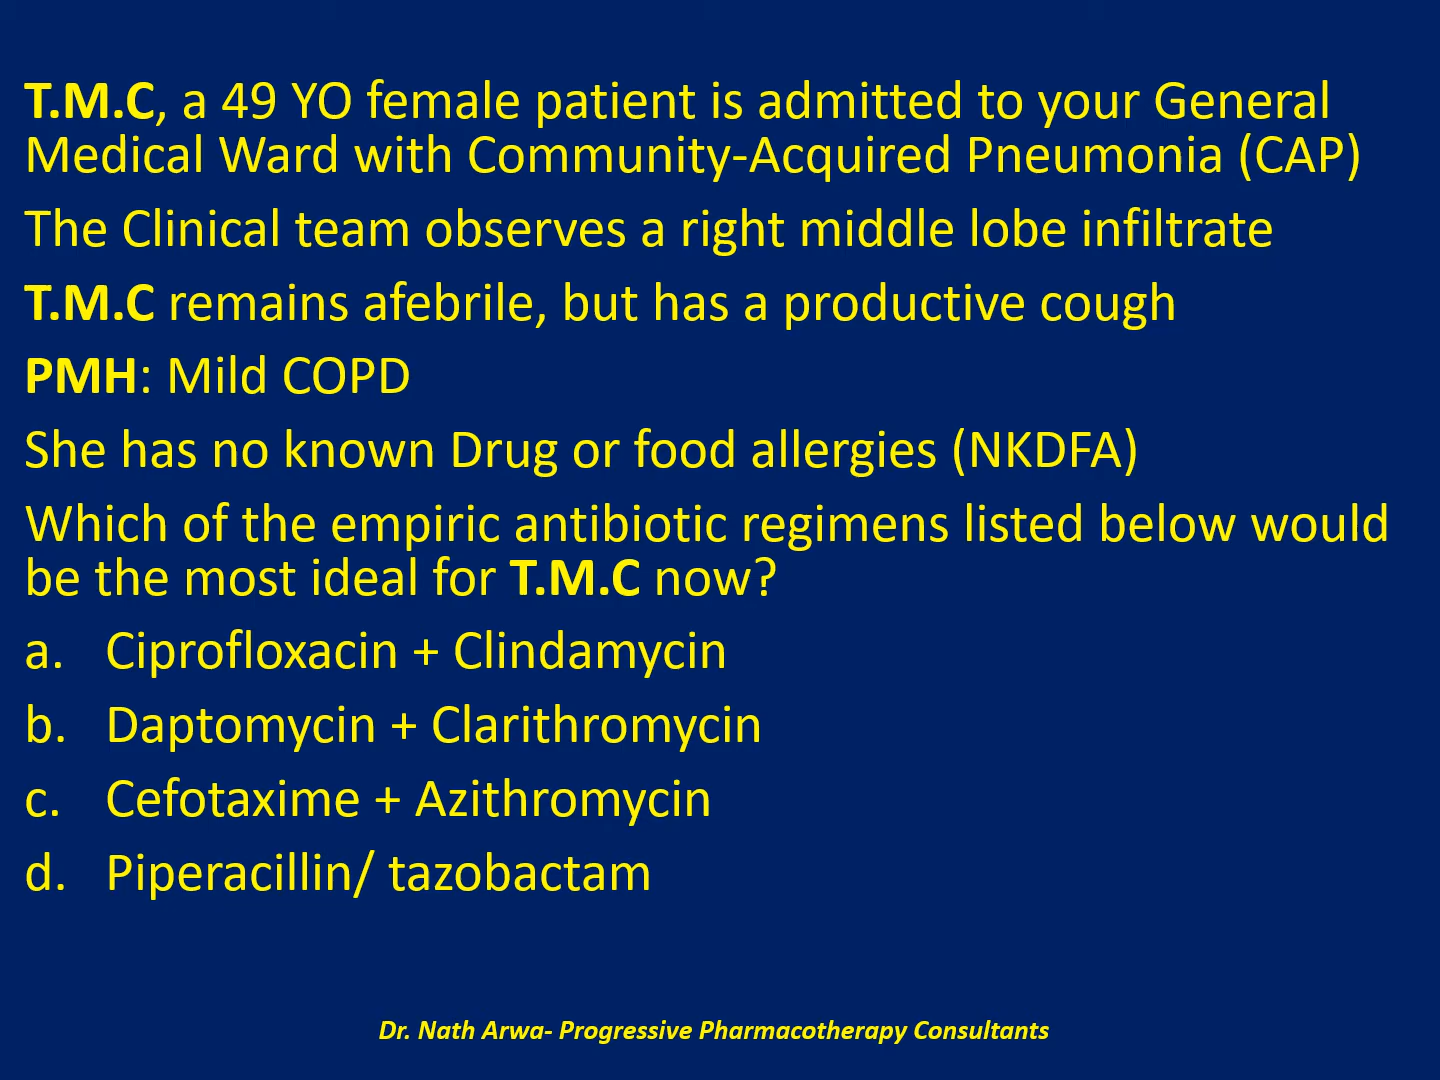 T.M.C, a 49 YO female patient is admitted to your General
Medical Ward with Community-Acquired Pneumonia (CAP)
The Clinical team observes a right middle lobe infiltrate
T.M.C remains afebrile, but has a productive cough
PMH: Mild COPD
She has no known Drug or food allergies (NKDFA)
Which of the empiric antibiotic regimens listed below would
be the most ideal for T.M.C now?
a. Ciprofloxacin + Clindamycin
b. Daptomycin + Clarithromycin
c. Cefotaxime + Azithromycin
d. Piperacillin/ tazobactam
Dr. Nath Arwa- Progressive Pharmacotherapy Consultants